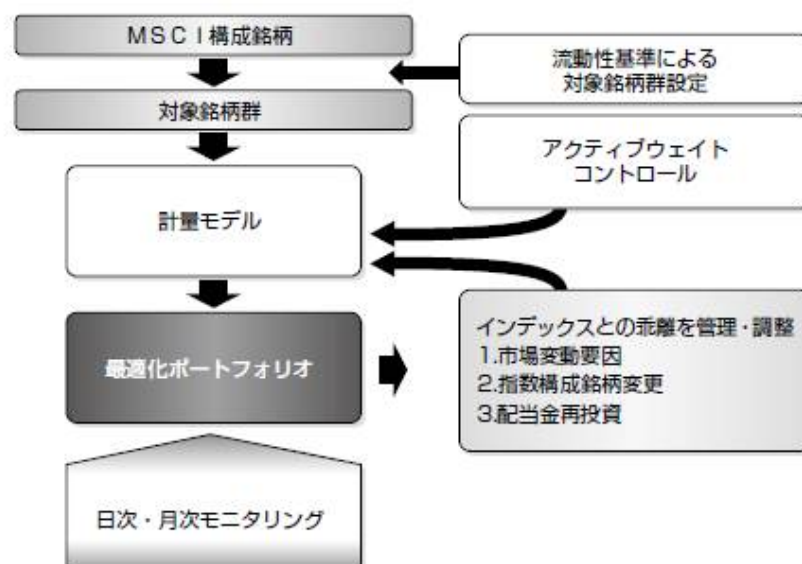 ＭＳＣＩ構成銘柄
流動性基準による
対象銘柄群設定
対象銘柄群
アクティブウェイト
コントロール
計量モデル
最適化ポートフォリオ
インデックスとの乖離を管理・調整
1.市場変動要因
2.指数構成銘柄変更
3.配当金再投資
日次・月次モニタリング